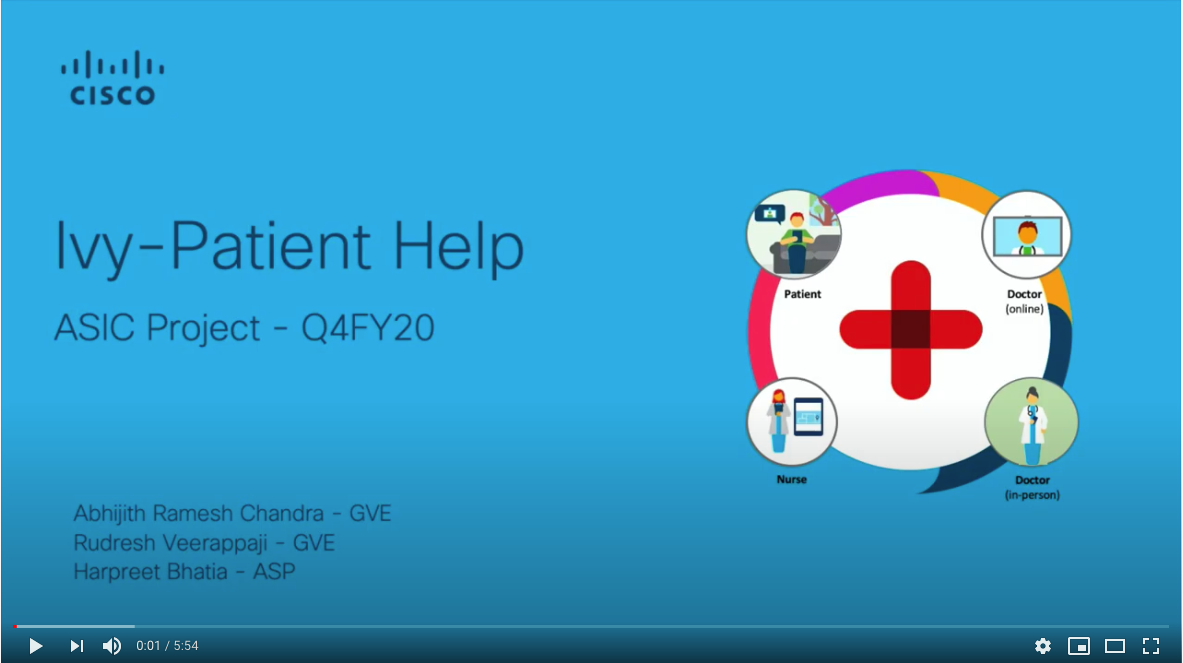 CISCO
Ivy-Patient Help
ASIC Project - Q4FY20
Patient
Doctor
(online)
Nurse
Doctor
(in-person)
Abhijith Ramesh Chandra - GVE
Rudresh Veerappaji - GVE
Harpreet Bhatia - ASP
0:01 / 5:54